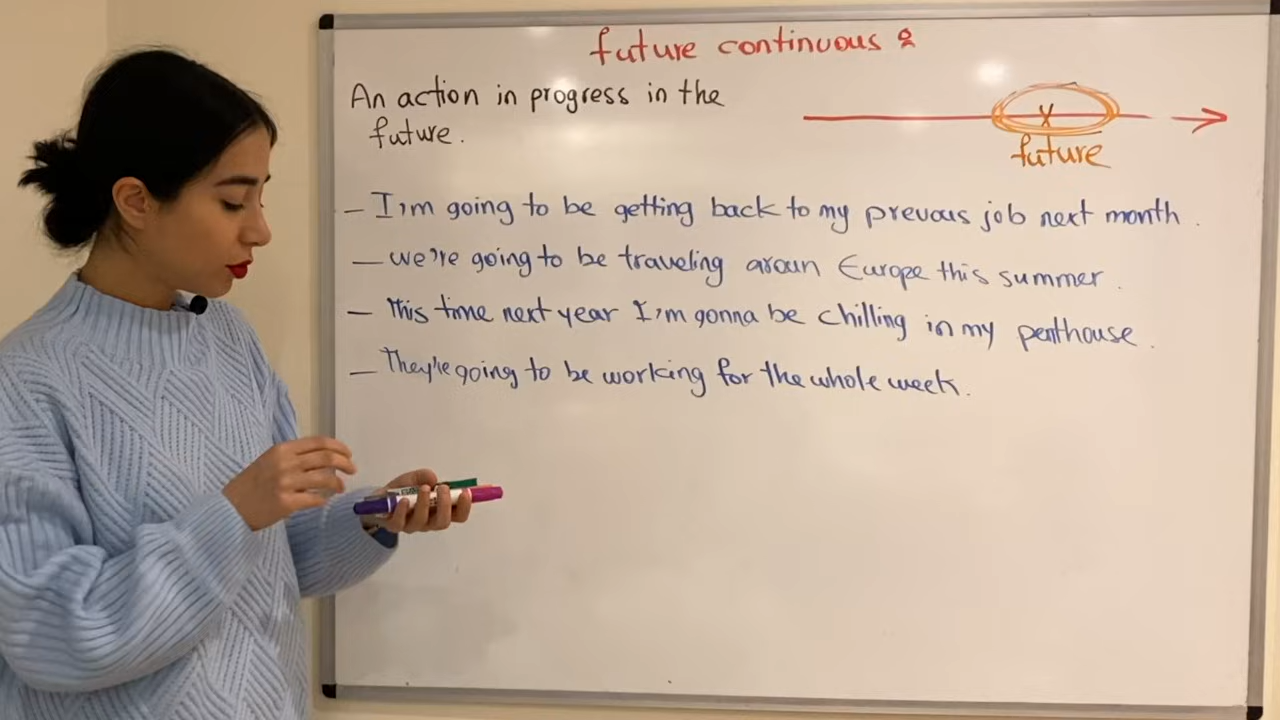 future continuous :
An action in progress in the
future.
x
future
– I'm going to be getting back to my prevous job next month.
– we're going to be traveling aroun Europe this summer.
– this time next year I'm gonna be chilling in my penthouse.
– They're going to be working for the whole week.